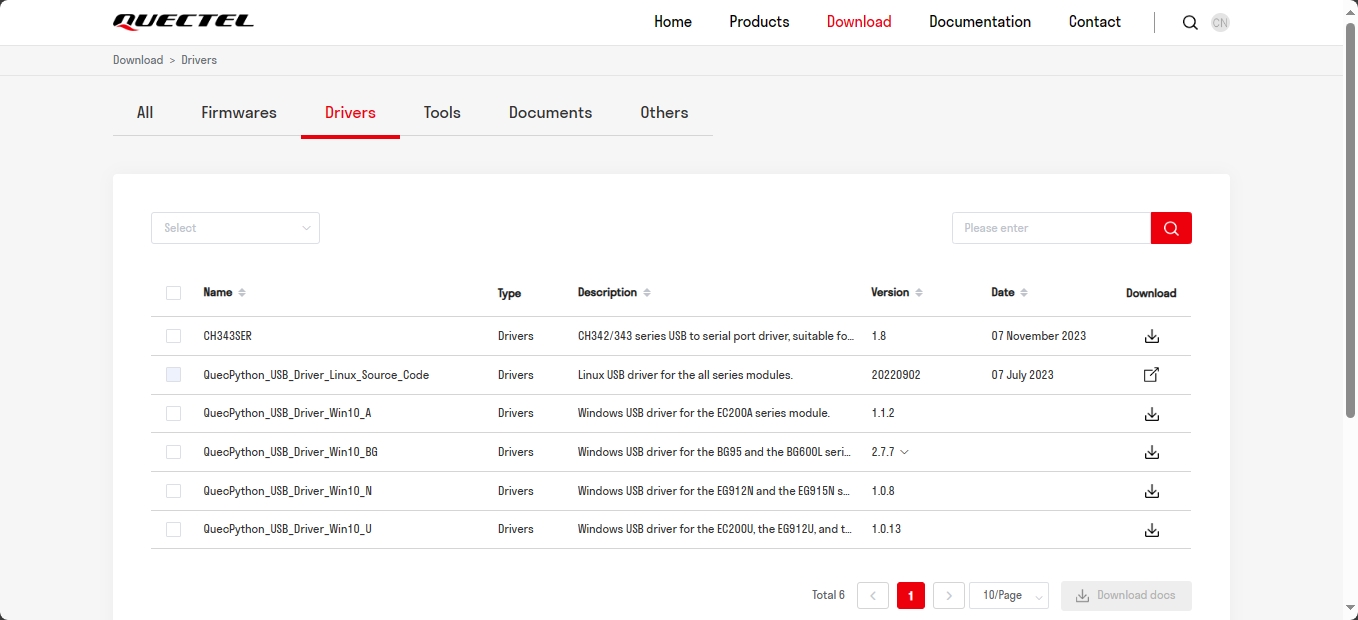 QUECTEL Home Products Download Documentation Contact CN
Download > Drivers
All Firmwares Drivers Tools Documents Others
Select Please enter
Name Type Description Version Date Download
CH343SER Drivers CH342/343 series USB to serial port driver, suitable fo... 1.8 07 November 2023
QuecPython_USB_Driver_Linux_Source_Code Drivers Linux USB driver for the all series modules. 20220902 07 July 2023
QuecPython_USB_Driver_Win10_A Drivers Windows USB driver for the EC200A series module. 1.1.2
QuecPython_USB_Driver_Win10_BG Drivers Windows USB driver for the BG95 and the BG600L seri... 2.7.7
QuecPython_USB_Driver_Win10_N Drivers Windows USB driver for the EG912N and the EG915N s... 1.0.8
QuecPython_USB_Driver_Win10_U Drivers Windows USB driver for the EC200U, the EG912U, and t... 1.0.13
Total 6 < 1 > 10/Page Download docs